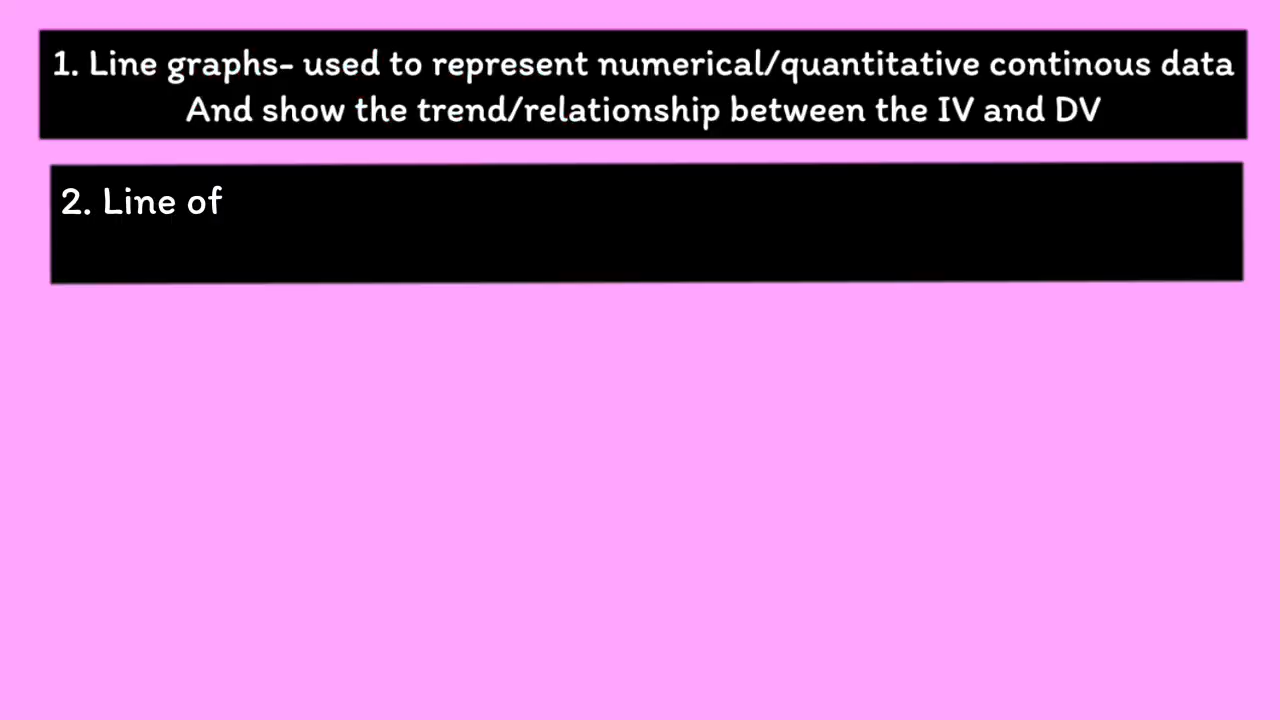 1. Line graphs- used to represent numerical/quantitative continous data
And show the trend/relationship between the IV and DV
2. Line of